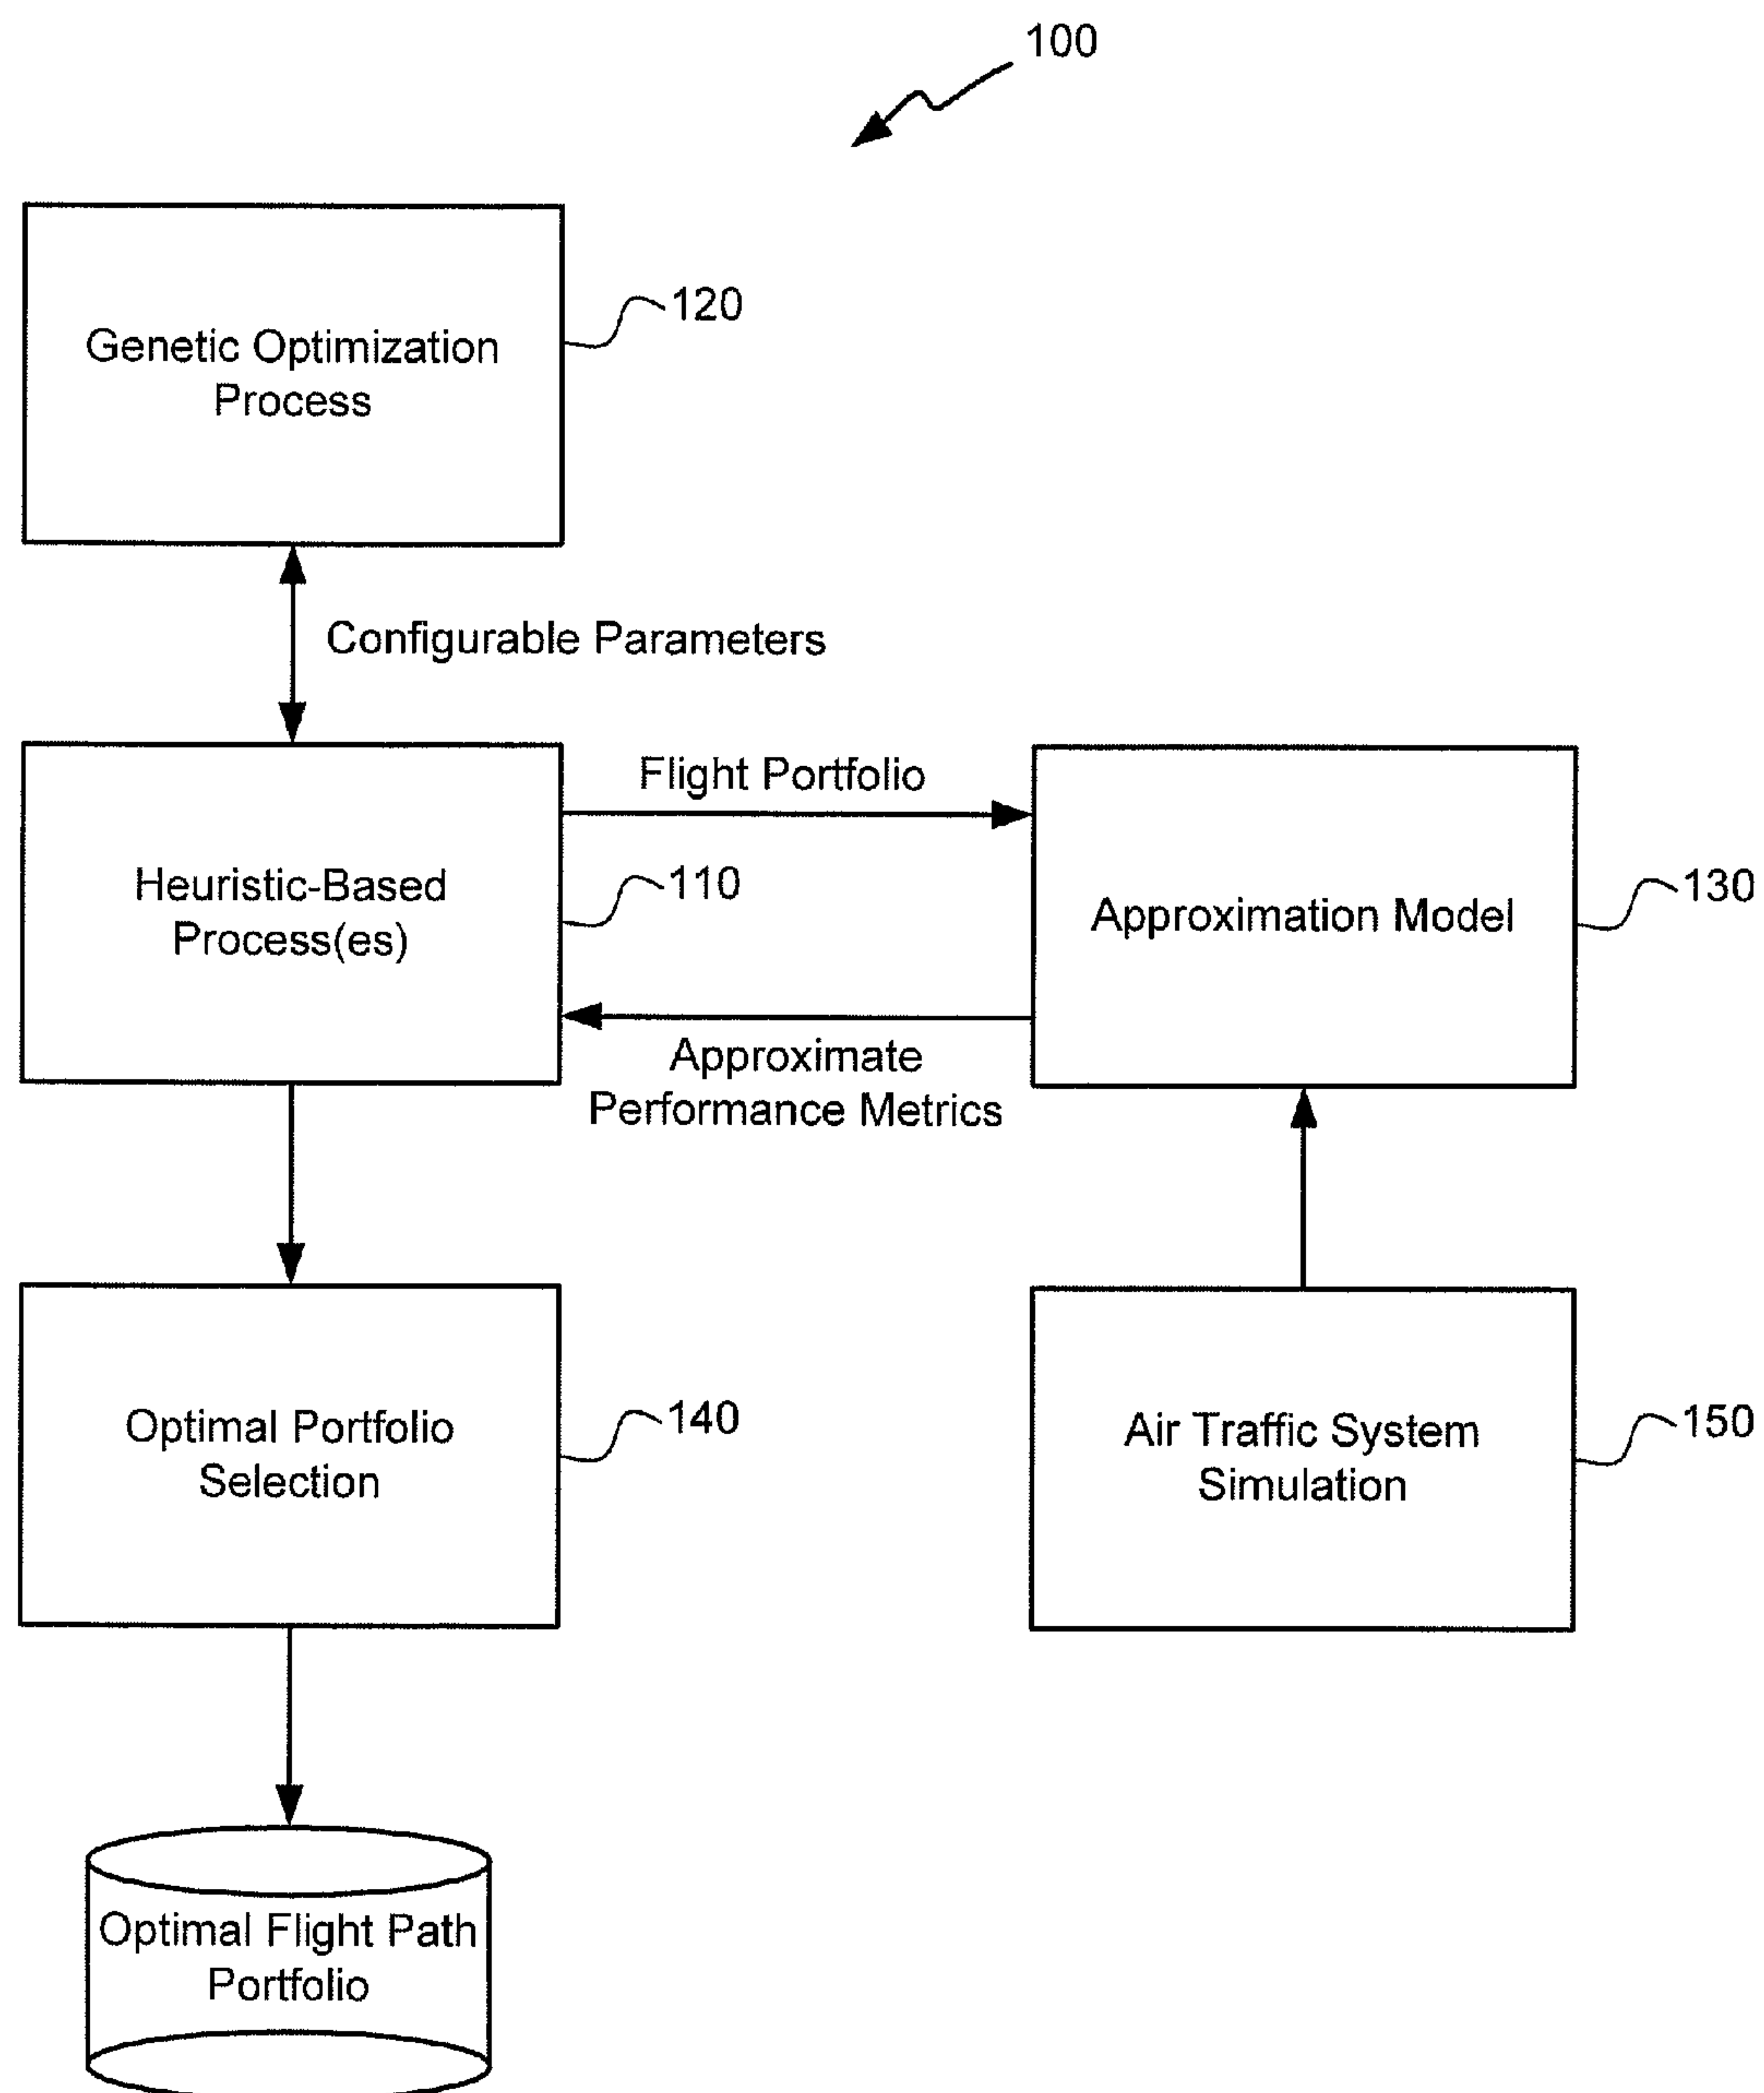 100
Genetic Optimization
Process
120
Configurable Parameters
Flight Portfolio
Heuristic-Based
Process(es)
110
Approximation Model
130
Approximate
Performance Metrics
Optimal Portfolio
Selection
140
Air Traffic System
Simulation
150
Optimal Flight Path
Portfolio